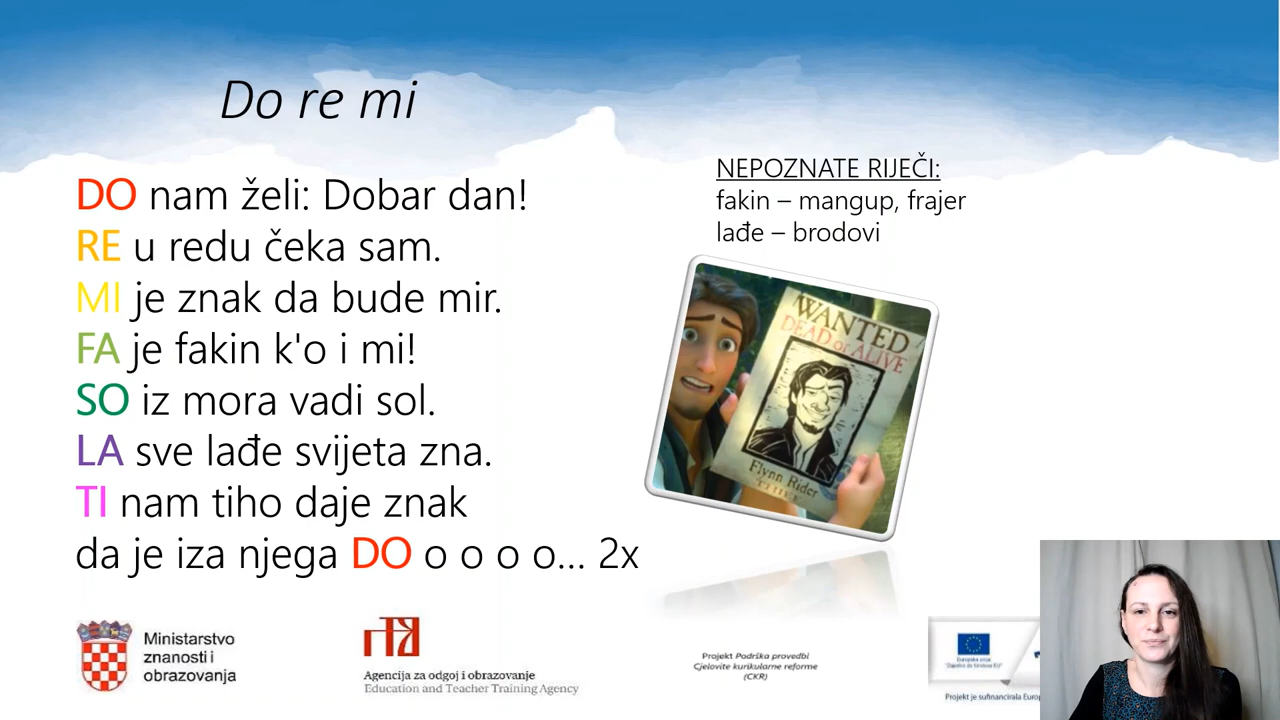 Do re mi
DO nam želi: Dobar dan!
RE u redu čeka sam.
MI je znak da bude mir.
FA je fakin k'o i mi!
SO iz mora vadi sol.
LA sve lađe svijeta zna.
TI nam tiho daje znak
da je iza njega DO o o o o... 2x
NEPOZNATE RIJEČI:
fakin – mangup, frajer
lađe – brodovi
WANTED
DEAD or ALIVE
Flynn Rider
Ministarstvo
znanosti i
obrazovanja
Agencija za odgoj i obrazovanje
Education and Teacher Training Agency
Projekt Podrška provedbi
Cjelovite kurikularne reforme
(CKR)
Europska unija
Projekt je sufinancirala